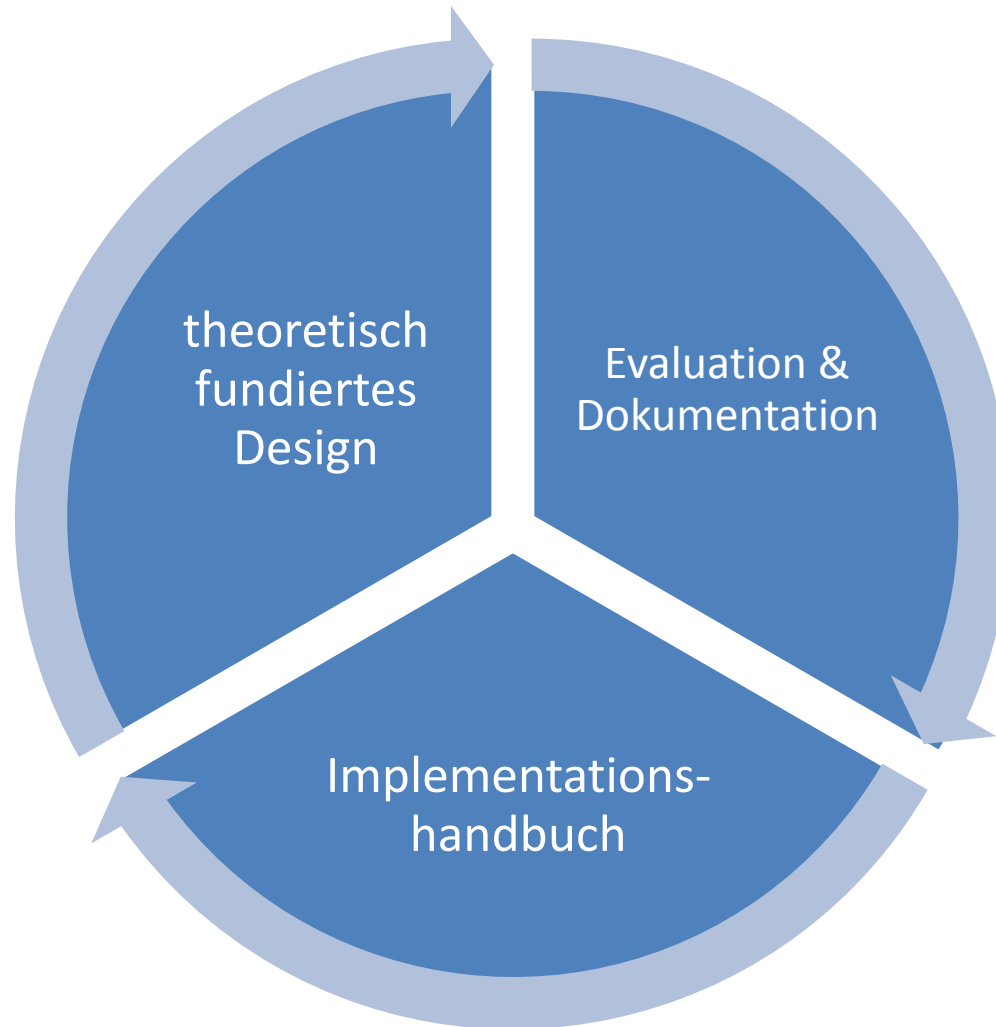 theoretisch
fundiertes
Design
Evaluation &
Dokumentation
Implementations-
handbuch